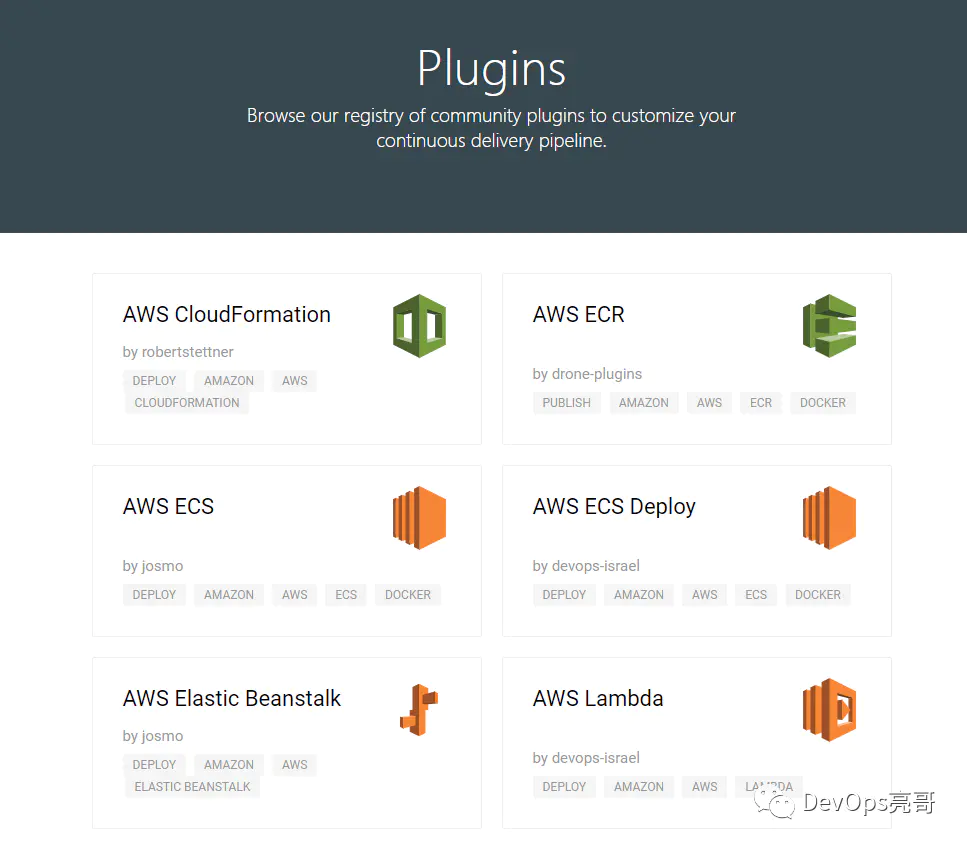 Plugins
Browse our registry of community plugins to customize your
continuous delivery pipeline.
AWS CloudFormation
by robertstettner
DEPLOY AMAZON AWS
CLOUDFORMATION
AWS ECR
by drone-plugins
PUBLISH AMAZON AWS ECR DOCKER
AWS ECS
by josmo
DEPLOY AMAZON AWS ECS DOCKER
AWS ECS Deploy
by devops-israel
DEPLOY AMAZON AWS ECS DOCKER
AWS Elastic Beanstalk
by josmo
DEPLOY AMAZON AWS
ELASTIC BEANSTALK
AWS Lambda
by devops-israel
DEPLOY AMAZON AWS LAMBDA
DevOps亮哥